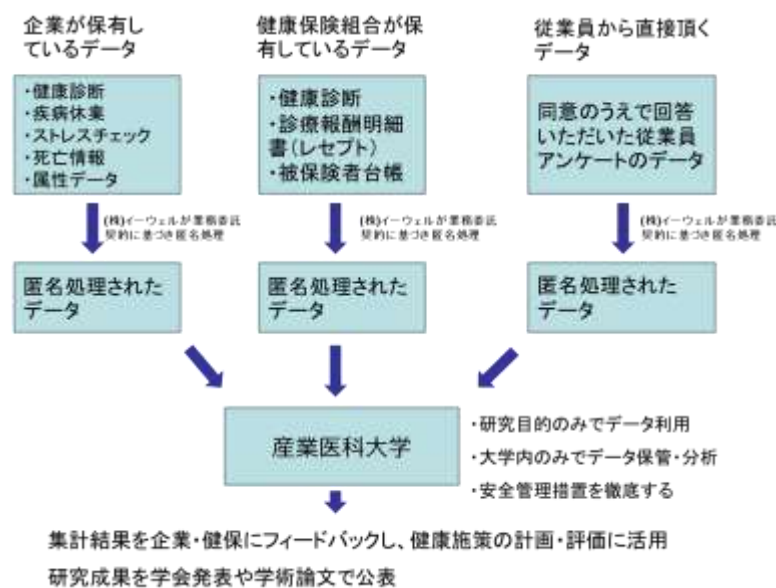 企業が保有し
ているデータ
健康保険組合が保
有しているデータ
従業員から直接頂く
データ
・健康診断
・疾病休業
・ストレスチェック
・死亡情報
・属性データ
・健康診断
・診療報酬明細
書(レセプト)
・被保険者台帳
同意のうえで回答
いただいた従業員
アンケートのデータ
(株)イーウェルが業務委託
契約に基づき匿名処理
(株)イーウェルが業務委託
契約に基づき匿名処理
(株)イーウェルが業務委託
契約に基づき匿名処理
匿名処理された
データ
匿名処理された
データ
匿名処理された
データ
産業医科大学
・研究目的のみでデータ利用
・大学内のみでデータ保管・分析
・安全管理措置を徹底する
集計結果を企業・健保にフィードバックし、健康施策の計画・評価に活用
研究成果を学会発表や学術論文で公表